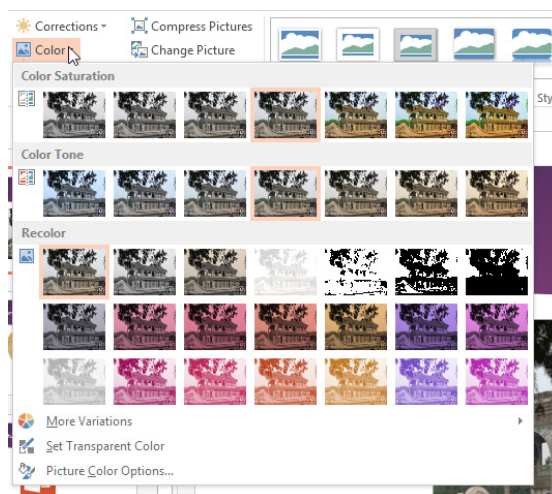 Corrections Compress Pictures
Color Change Picture
Color Saturation
Sty
Color Tone
Recolor
More Variations
Set Transparent Color
Picture Color Options...